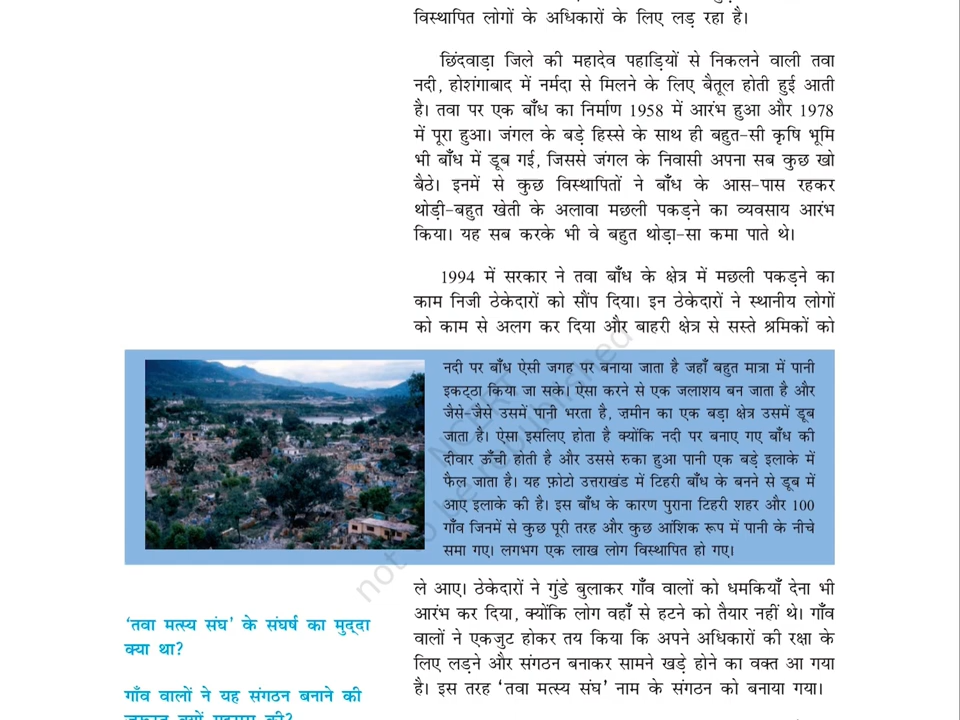 विस्थापित लोगों के अधिकारों के लिए लड़ रहा है।
छिंदवाड़ा जिले की महादेव पहाड़ियों से निकलने वाली तवा
नदी, होशंगाबाद में नर्मदा से मिलने के लिए बैतूल होती हुई आती
है। तवा पर एक बाँध का निर्माण 1958 में आरंभ हुआ और 1978
में पूरा हुआ। जंगल के बड़े हिस्से के साथ ही बहुत-सी कृषि भूमि
भी बाँध में डूब गई, जिससे जंगल के निवासी अपना सब कुछ खो
बैठे। इनमें से कुछ विस्थापितों ने बाँध के आस-पास रहकर
थोड़ी-बहुत खेती के अलावा मछली पकड़ने का व्यवसाय आरंभ
किया। यह सब करके भी वे बहुत थोड़ा-सा कमा पाते थे।
1994 में सरकार ने तवा बाँध के क्षेत्र में मछली पकड़ने का
काम निजी ठेकेदारों को सौंप दिया। इन ठेकेदारों ने स्थानीय लोगों
को काम से अलग कर दिया और बाहरी क्षेत्र से सस्ते श्रमिकों को
नदी पर बाँध ऐसी जगह पर बनाया जाता है जहाँ बहुत मात्रा में पानी
इकट्ठा किया जा सके। ऐसा करने से एक जलाशय बन जाता है और
जैसे-जैसे उसमें पानी भरता है, ज़मीन का एक बड़ा क्षेत्र उसमें डूब
जाता है। ऐसा इसलिए होता है क्योंकि नदी पर बनाए गए बाँध की
दीवार ऊँची होती है और उससे रुका हुआ पानी एक बड़े इलाके में
फैल जाता है। यह फ़ोटो उत्तराखंड में टिहरी बाँध के बनने से डूब में
आए इलाके की है। इस बाँध के कारण पुराना टिहरी शहर और 100
गाँव जिनमें से कुछ पूरी तरह और कुछ आंशिक रूप में पानी के नीचे
समा गए। लगभग एक लाख लोग विस्थापित हो गए।
ले आए। ठेकेदारों ने गुंडे बुलाकर गाँव वालों को धमकियाँ देना भी
आरंभ कर दिया, क्योंकि लोग वहाँ से हटने को तैयार नहीं थे। गाँव
वालों ने एकजुट होकर तय किया कि अपने अधिकारों की रक्षा के
लिए लड़ने और संगठन बनाकर सामने खड़े होने का वक्त आ गया
है। इस तरह 'तवा मत्स्य संघ' नाम के संगठन को बनाया गया।
'तवा मत्स्य संघ' के संघर्ष का मुद्दा
क्या था?
गाँव वालों ने यह संगठन बनाने की
© NCERT
not to be republished